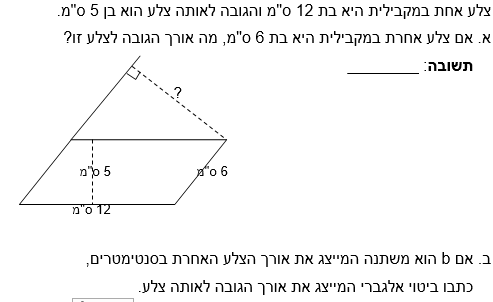 צלע אחת במקבילית היא בת 12 ס"מ והגובה לאותה צלע הוא בן 5 ס"מ.
א. אם צלע אחרת במקבילית היא בת 6 ס"מ, מה אורך הגובה לצלע זו?
תשובה: __________
?
5 ס"מ
6 ס"מ
12 ס"מ
ב. אם b הוא משתנה המייצג את אורך הצלע האחרת בסנטימטרים,
כתבו ביטוי אלגברי המייצג את אורך הגובה לאותה צלע.